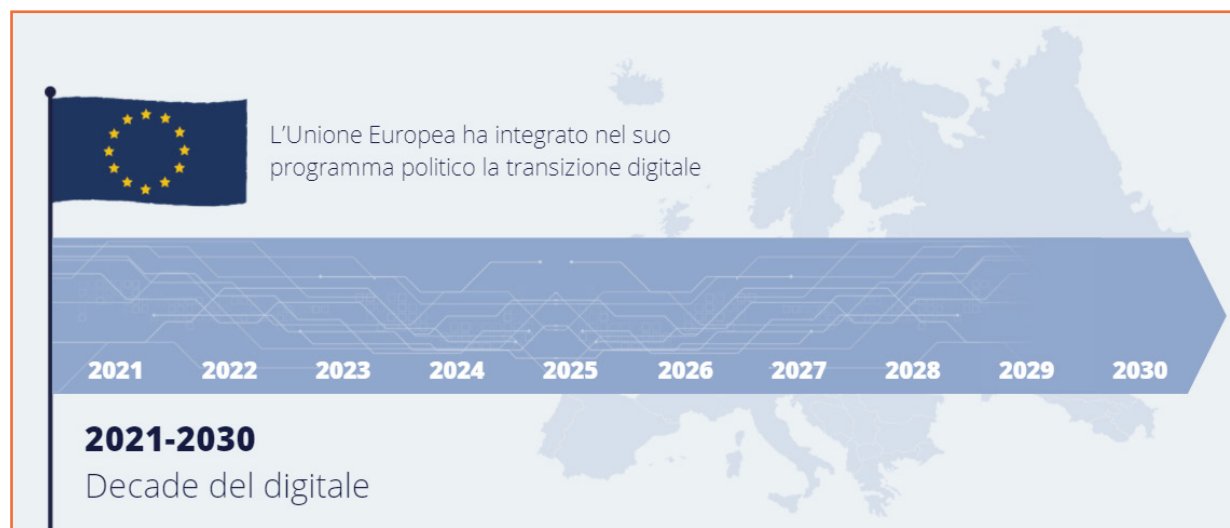 L'Unione Europea ha integrato nel suo
programma politico la transizione digitale
2021 2022 2023 2024 2025 2026 2027 2028 2029 2030
2021-2030
Decade del digitale